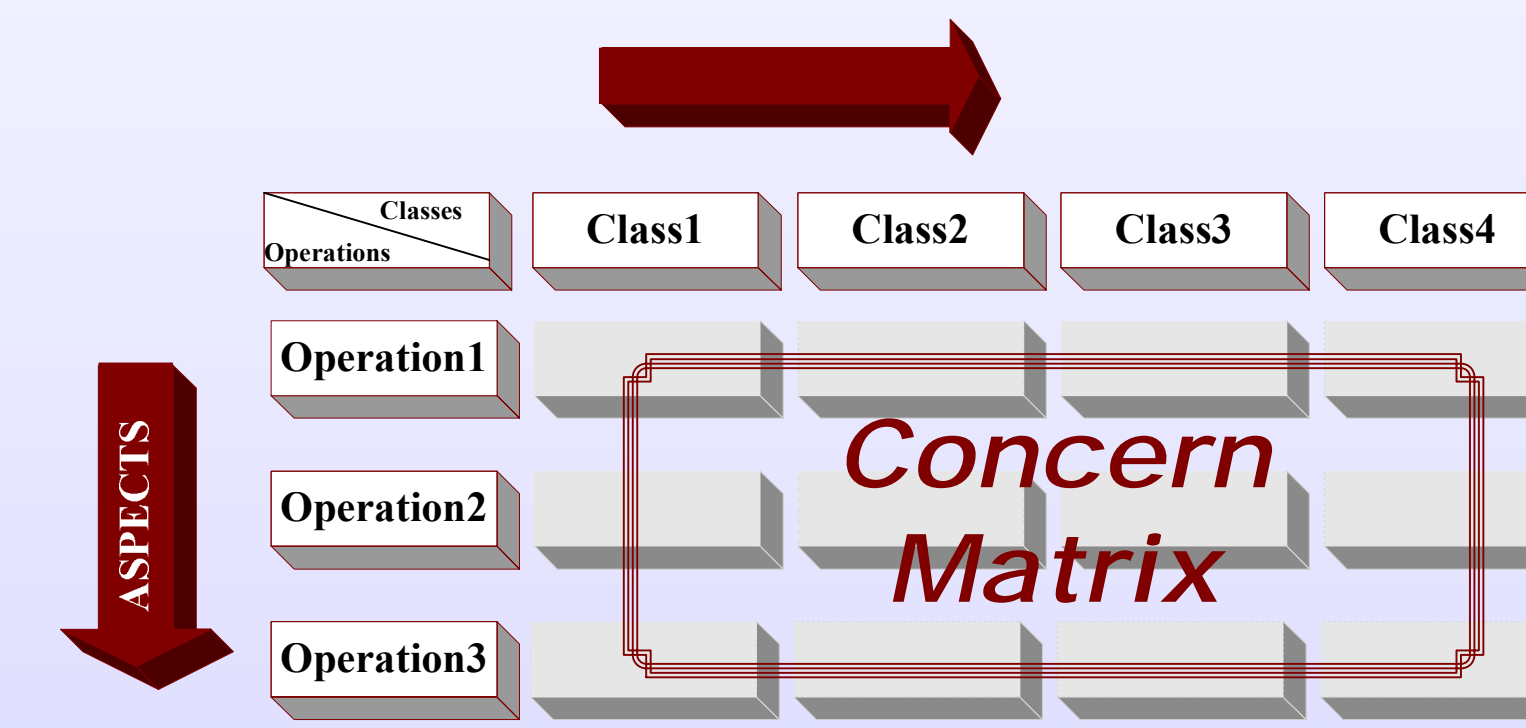 Classes
Operations
Class1
Class2
Class3
Class4
ASPECTS
Operation1
Operation2
Operation3
Concern
Matrix